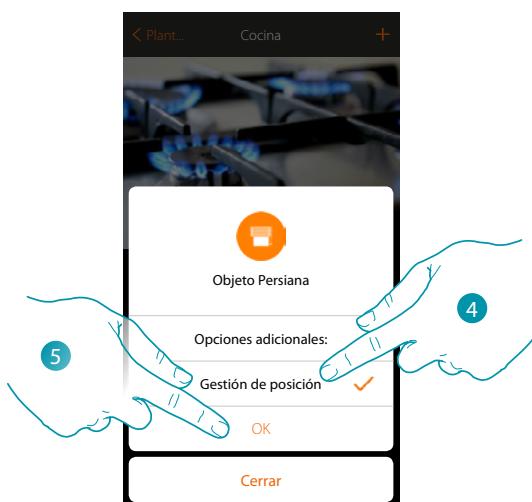 < Plant... Cocina +
Objeto Persiana
Opciones adicionales:
4
Gestión de posición
5
OK
Cerrar